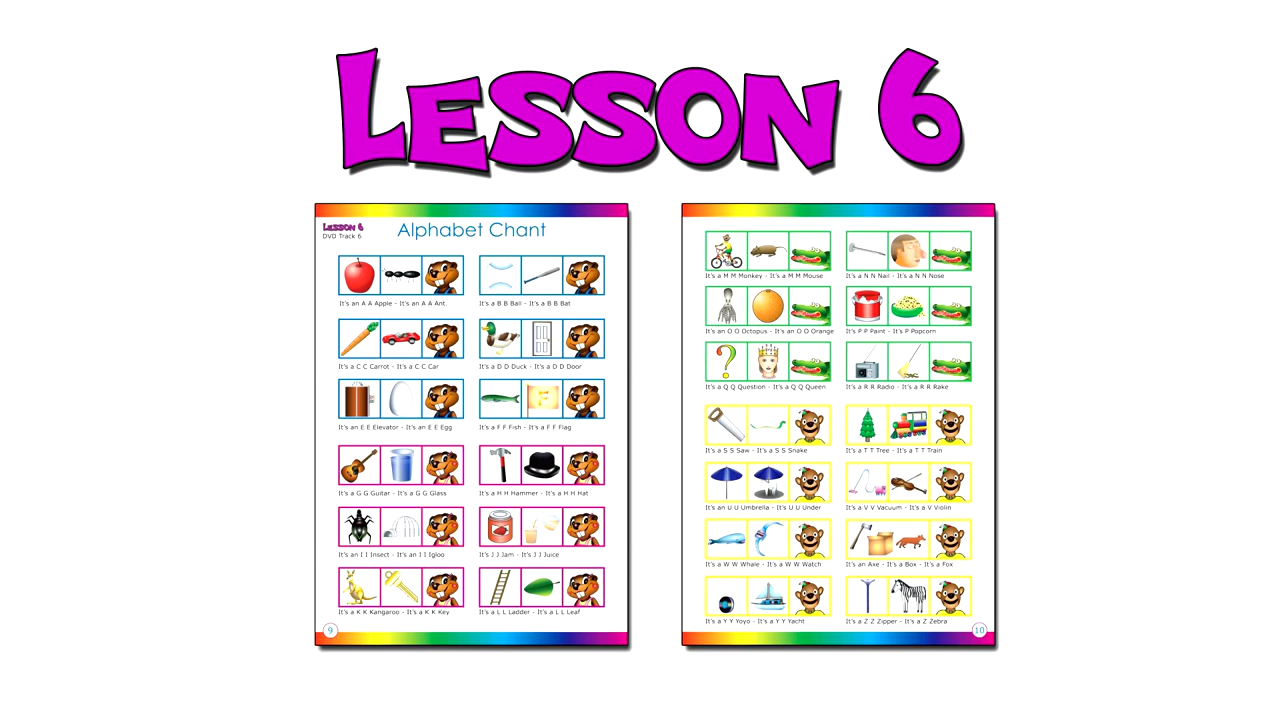 LESSON 6
LESSON 6
DVD Track 6
Alphabet Chant
It's an A A Apple - It's an A A Ant.
It's a B B Ball - It's a B B Bat
It's a C C Carrot - It's a C C Car
It's a D D Duck - It's a D D Door
It's an E E Elevator - It's an E E Egg
It's a F F Fish - It's a F F Flag
It's a G G Guitar - It's a G G Glass
It's a H H Hammer - It's a H H Hat
It's an I I Insect - It's an I I Igloo
It's J J Jam - It's J J Juice
It's a K K Kangaroo - It's a K K Key
It's a L L Ladder - It's a L L Leaf
9
It's a M M Monkey - It's a M M Mouse
It's a N N Nail - It's a N N Nose
It's an O O Octopus - It's an O O Orange
It's P P Paint - It's P Popcorn
It's a Q Q Question - It's a Q Q Queen
It's a R R Radio - It's a R R Rake
It's a S S Saw - It's a S S Snake
It's a T T Tree - It's a T T Train
It's an U U Umbrella - It's U U Under
It's a V V Vacuum - It's a V Violin
It's a W W Whale - It's a W W Watch
It's an Axe - It's a Box - It's a Fox
It's a Y Y Yoyo - It's a Y Y Yacht
It's a Z Z Zipper - It's a Z Zebra
10